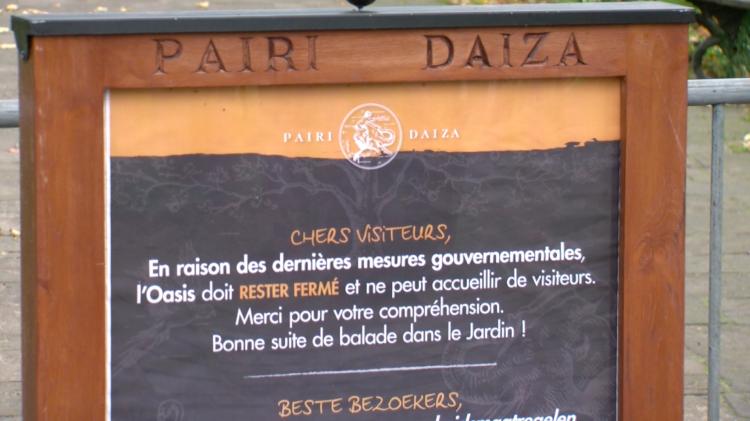 PAIRI DAIZA
PAIRI DAIZA
CHERS VISITEURS,
En raison des dernières mesures gouvernementales,
l'Oasis doit RESTER FERMÉ et ne peut accueillir de visiteurs.
Merci pour votre compréhension.
Bonne suite de balade dans le Jardin !
BESTE BEZOEKERS,